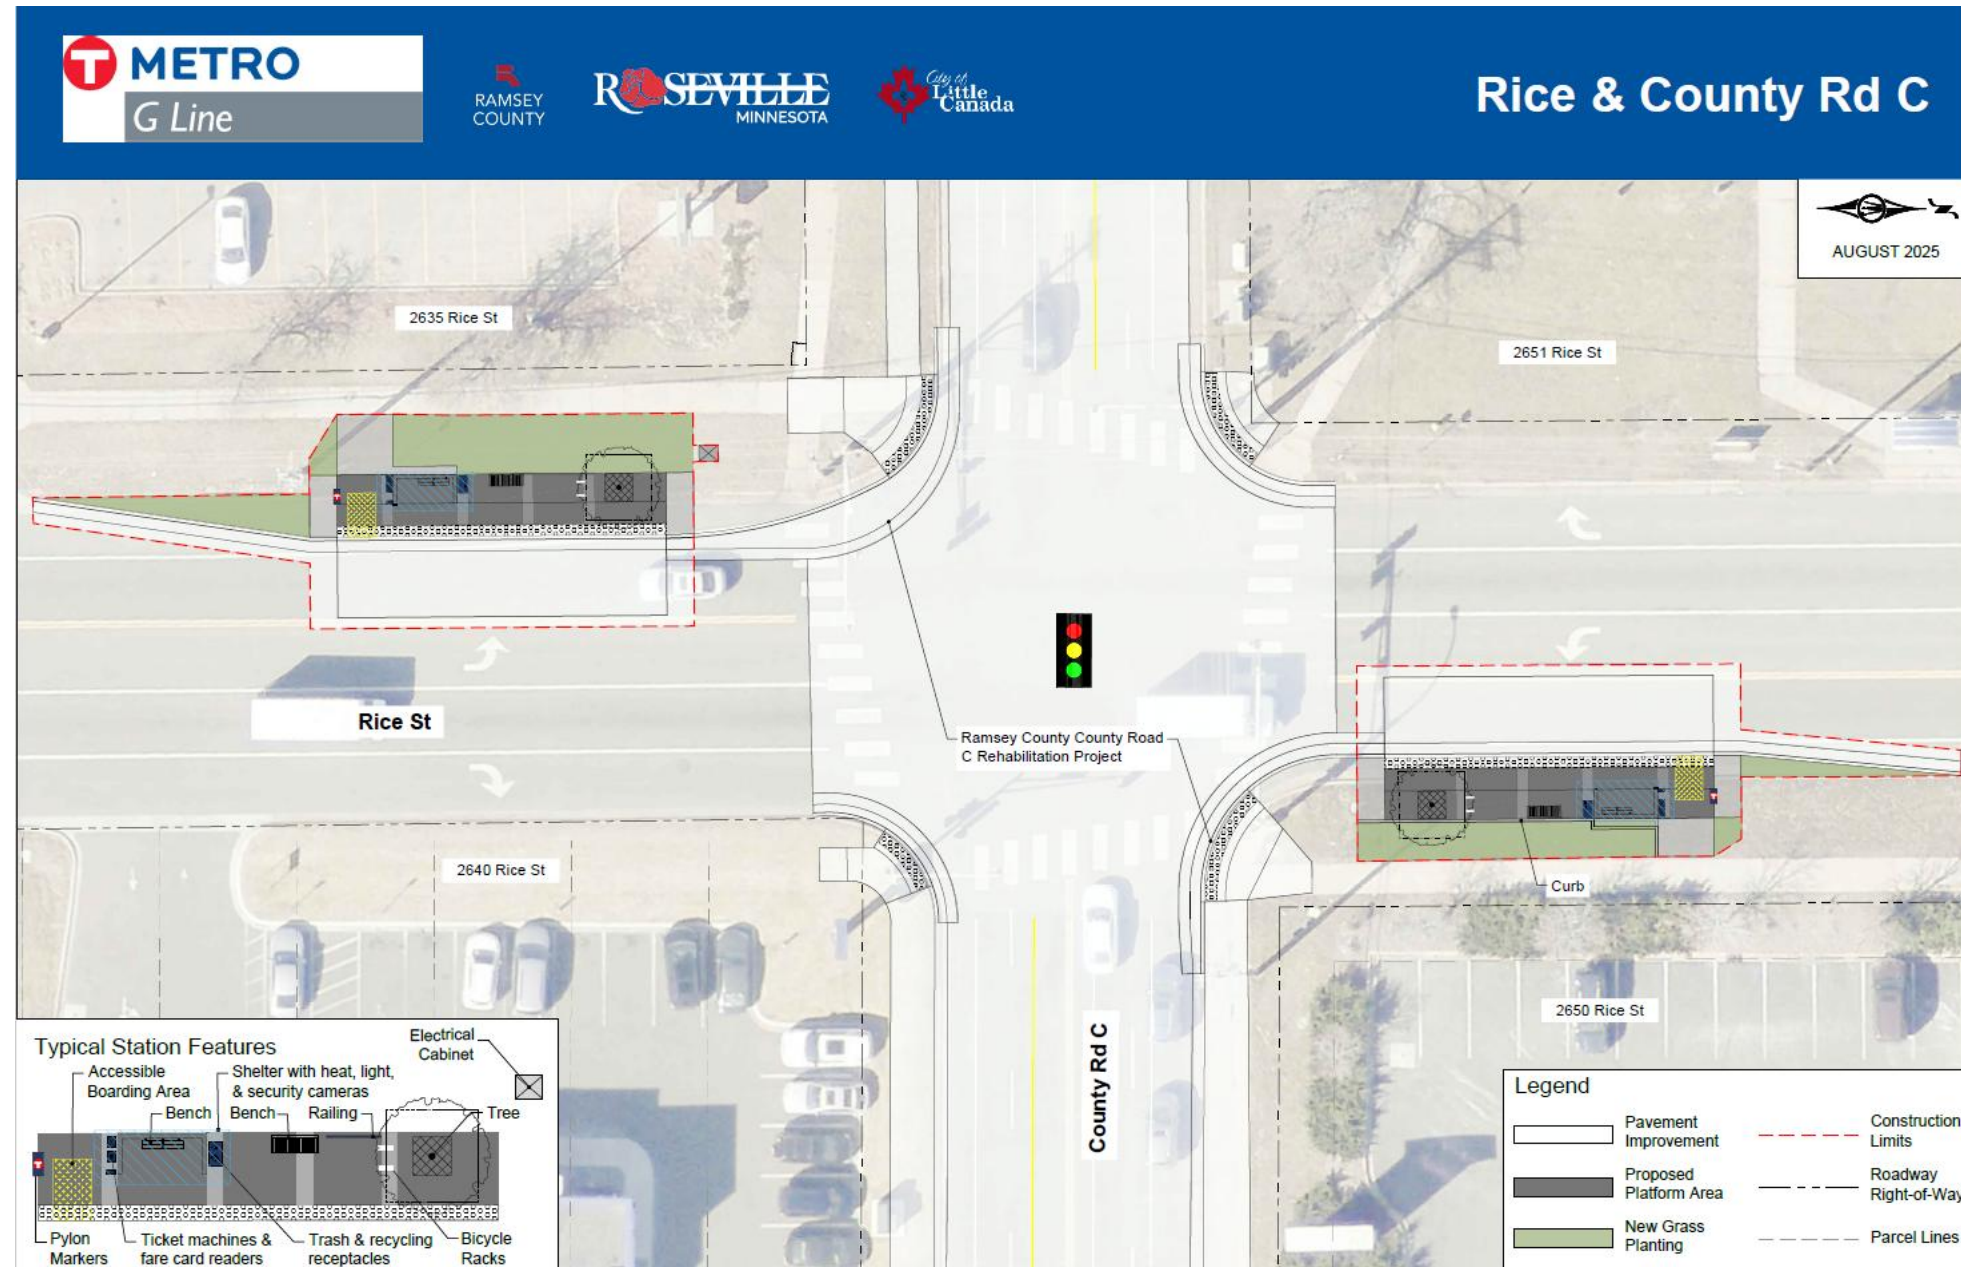 METRO
G Line
RAMSEY
COUNTY
ROSEVILLE
MINNESOTA
City of
Little
Canada
Rice & County Rd C
Z
AUGUST 2025
2635 Rice St
2651 Rice St
Rice St
Ramsey County County Road
C Rehabilitation Project
2640 Rice St
Curb
2650 Rice St
County Rd C
Typical Station Features
Electrical
Cabinet
Accessible
Boarding Area
Shelter with heat, light,
& security cameras
Bench
Bench
Railing
Tree
Pylon
Markers
Ticket machines &
fare card readers
Trash & recycling
receptacles
Bicycle
Racks
Legend
Pavement
Improvement
Construction
Limits
Proposed
Platform Area
Roadway
Right-of-Way
New Grass
Planting
Parcel Lines